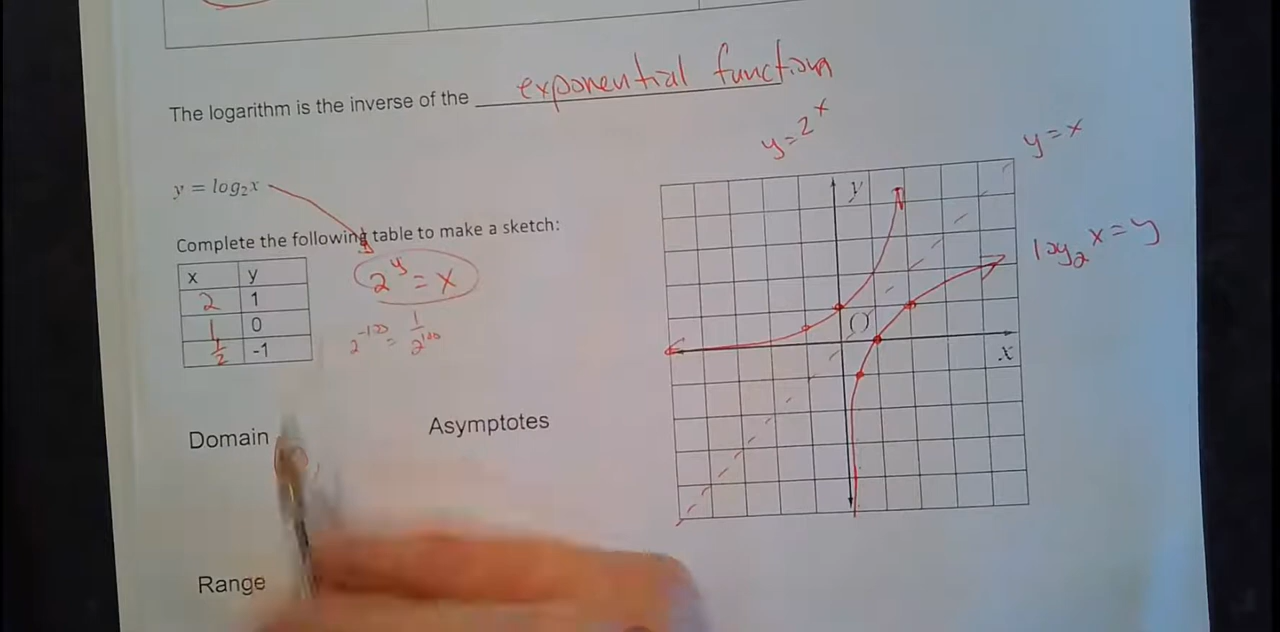 The logarithm is the inverse of the exponential function
y = log₂x
Complete the following table to make a sketch:
x y
2 1
1 0
1/2 -1
2^y = x
2^-100 = 1/2^100
y=2^x
y=x
log₂x=y
y
O
x
Domain
Asymptotes
Range